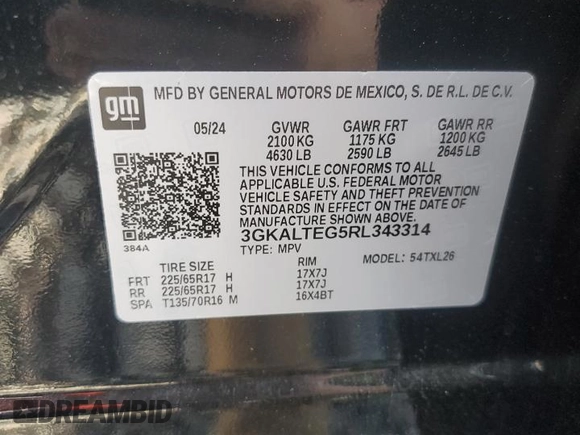 gm
MFD BY GENERAL MOTORS DE MEXICO, S. DE R.L. DE C.V.
05/24 GVWR GAWR FRT GAWR RR
2100 KG 1175 KG 1200 KG
4630 LB 2590 LB 2645 LB
THIS VEHICLE CONFORMS TO ALL
APPLICABLE U.S. FEDERAL MOTOR
VEHICLE SAFETY AND THEFT PREVENTION
STANDARDS IN EFFECT ON THE DATE OF
MANUFACTURE SHOWN ABOVE.
384A 3GKALTEG5RL343314
TYPE: MPV MODEL: 54TXL26
TIRE SIZE RIM
FRT 225/65R17 H 17X7J
RR 225/65R17 H 17X7J
SPA T135/70R16 M 16X4BT
DREAMBID